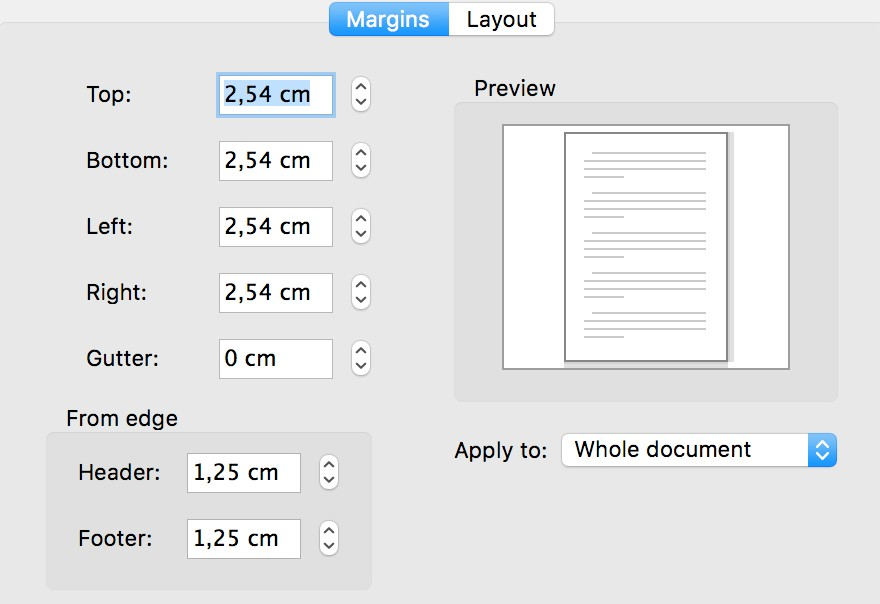 Margins Layout
Top: 2,54 cm
Bottom: 2,54 cm
Left: 2,54 cm
Right: 2,54 cm
Gutter: 0 cm
From edge
Header: 1,25 cm
Footer: 1,25 cm
Preview
Apply to: Whole document